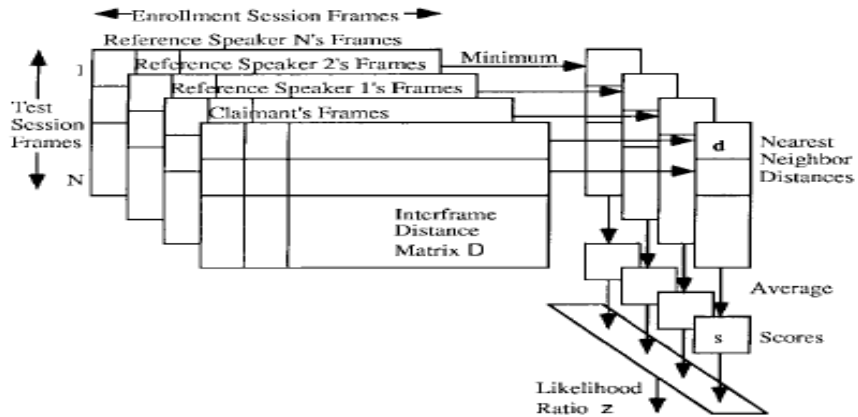 Enrollment Session Frames
Reference Speaker N's Frames
Reference Speaker 2's Frames
Minimum
Reference Speaker 1's Frames
Claimant's Frames
1
Test
Session
Frames
N
d
Nearest
Neighbor
Distances
Interframe
Distance
Matrix D
Average
s
Scores
Likelihood
Ratio z